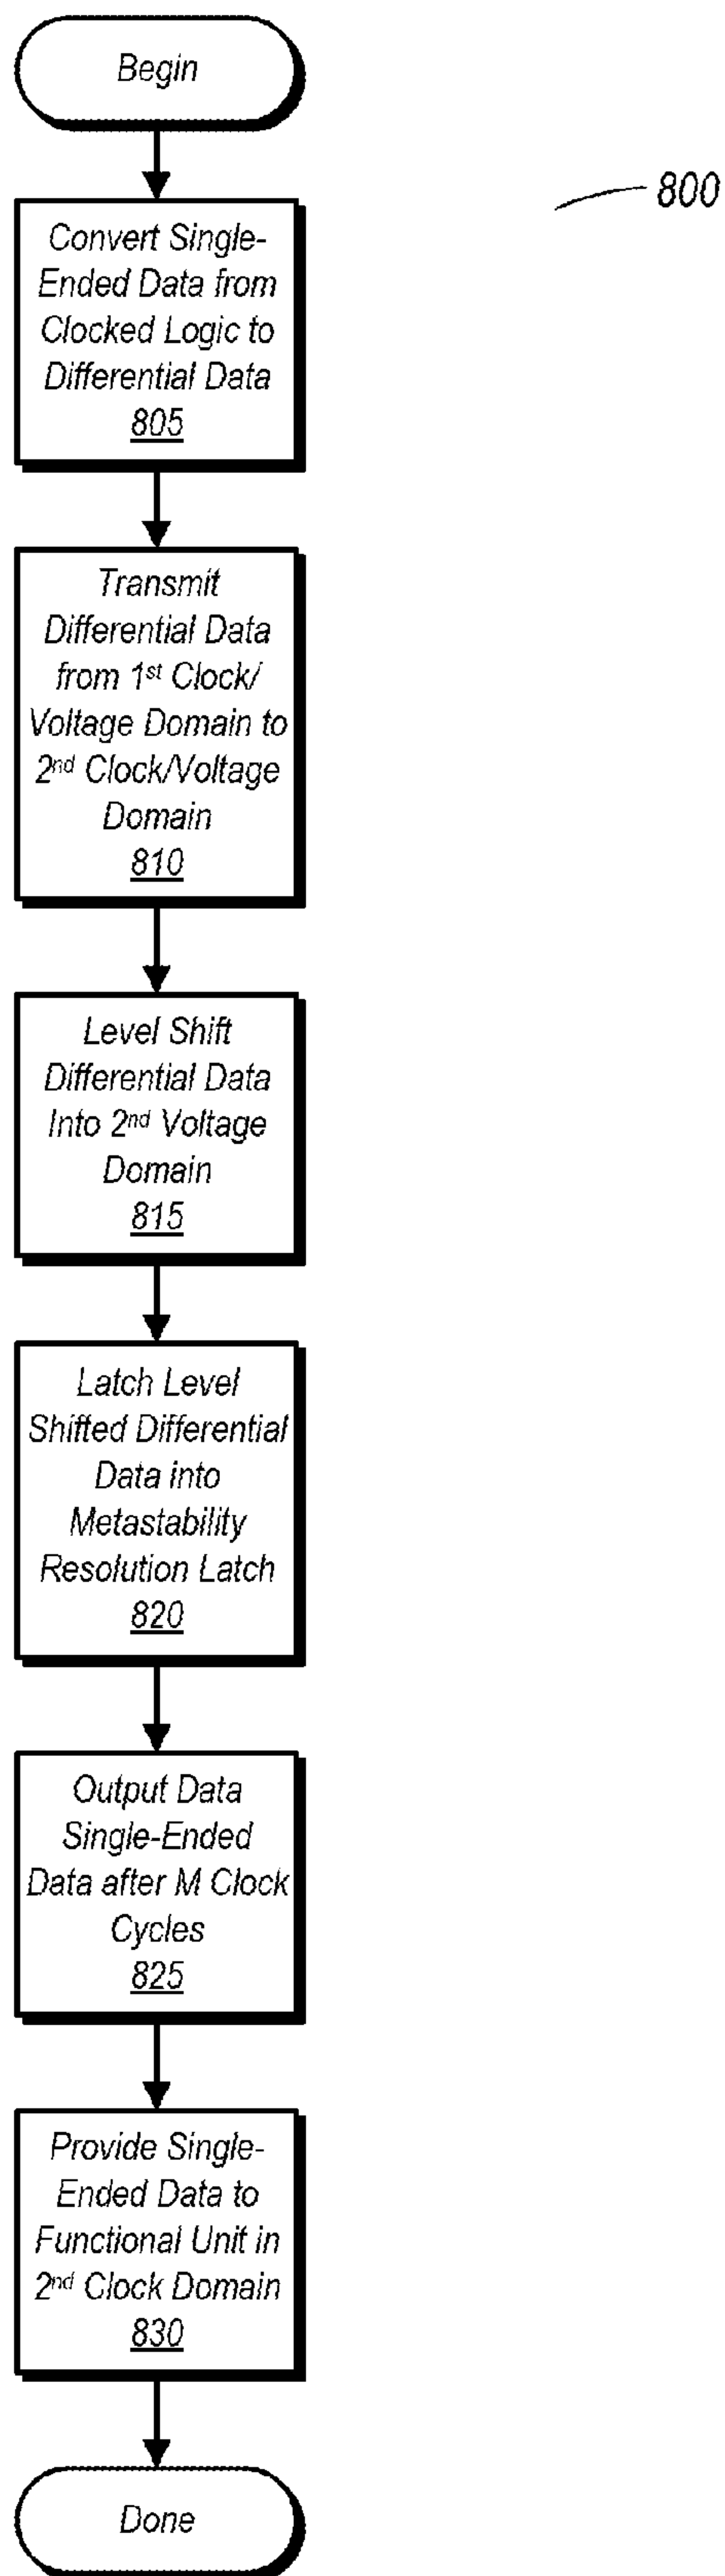 Begin
800
Convert Single-
Ended Data from
Clocked Logic to
Differential Data
805
Transmit
Differential Data
from 1st Clock/
Voltage Domain to
2nd Clock/Voltage
Domain
810
Level Shift
Differential Data
Into 2nd Voltage
Domain
815
Latch Level
Shifted Differential
Data into
Metastability
Resolution Latch
820
Output Data
Single-Ended
Data after M Clock
Cycles
825
Provide Single-
Ended Data to
Functional Unit in
2nd Clock Domain
830
Done